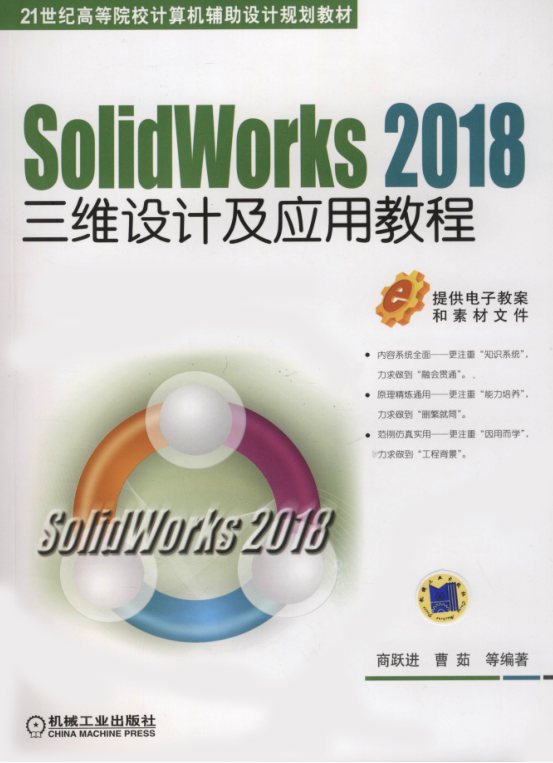 21世纪高等院校计算机辅助设计规划教材
SolidWorks 2018
三维设计及应用教程
e
提供电子教案
和素材文件
• 内容系统全面——更注重“知识系统”，
力求做到“融会贯通”。
• 原理精炼通用——更注重“能力培养”，
力求做到“删繁就简”。
• 范例仿真实用——更注重“因用而学”，
力求做到“工程背景”。
SolidWorks 2018
商跃进 曹茹 等编著
机械工业出版社
CHINA MACHINE PRESS